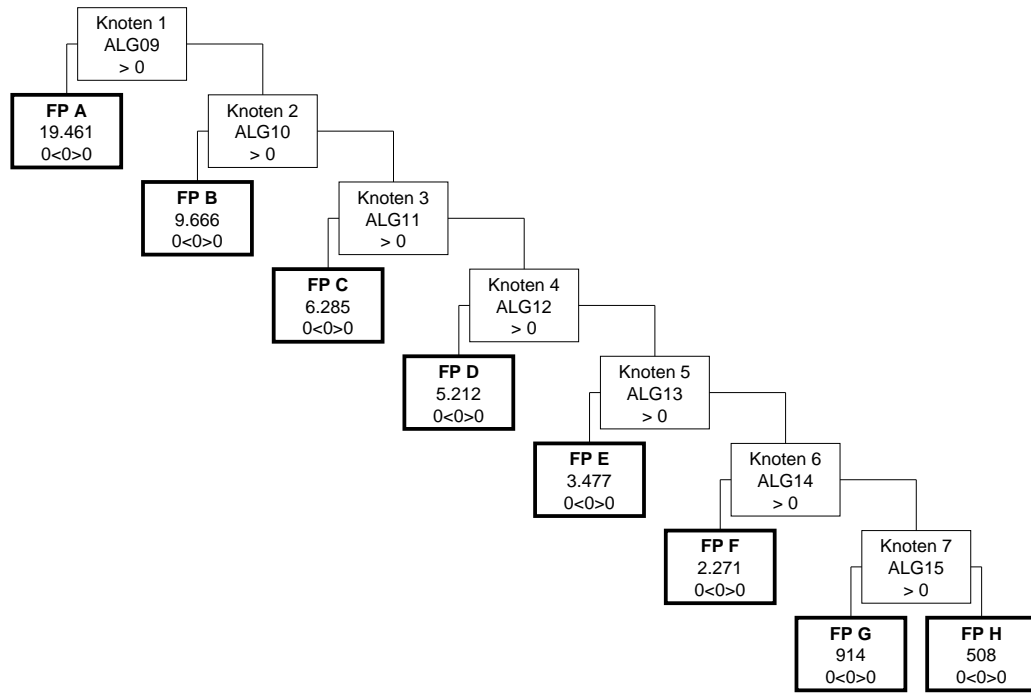 Knoten 1
ALG09
> 0
FP A
19.461
0<0>0
Knoten 2
ALG10
> 0
FP B
9.666
0<0>0
Knoten 3
ALG11
> 0
FP C
6.285
0<0>0
Knoten 4
ALG12
> 0
FP D
5.212
0<0>0
Knoten 5
ALG13
> 0
FP E
3.477
0<0>0
Knoten 6
ALG14
> 0
FP F
2.271
0<0>0
Knoten 7
ALG15
> 0
FP G
914
0<0>0
FP H
508
0<0>0